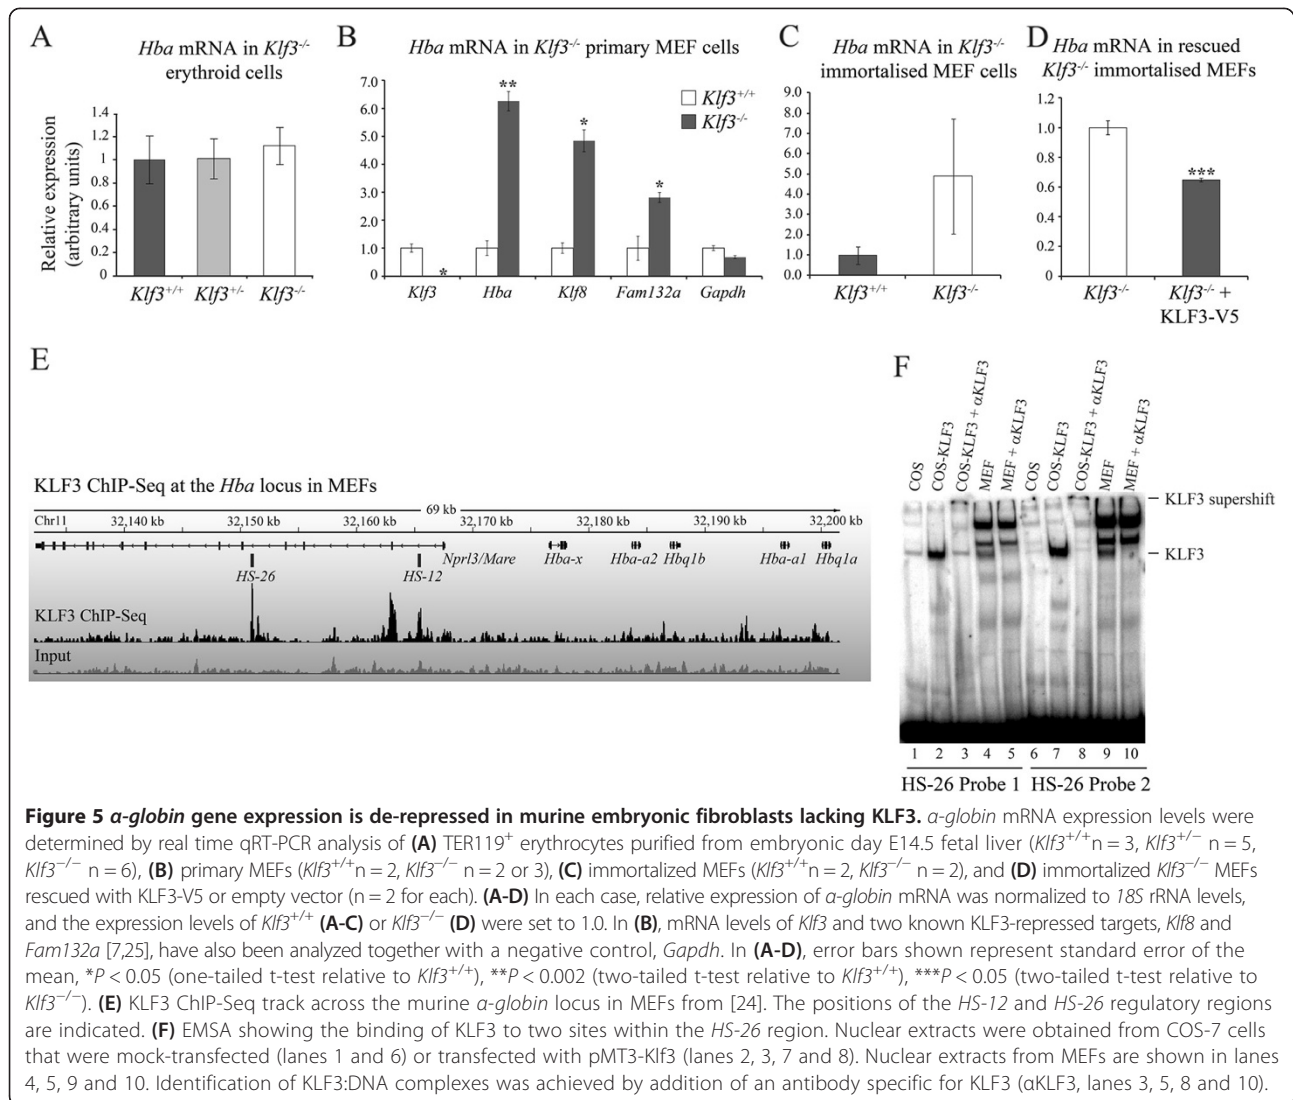 A
Hba mRNA in Klf3-/-
erythroid cells
Relative expression
(arbitrary units)
1.4
1.2
1
0.8
0.6
0.4
0.2
0
Klf3+/+ Klf3+/- Klf3-/-
B
Hba mRNA in Klf3-/- primary MEF cells
7.0
6.0
5.0
4.0
3.0
2.0
1.0
0
*
**
*
*
Klf3+/+
Klf3-/-
Klf3 Hba Klf8 Fam132a Gapdh
C
Hba mRNA in Klf3-/-
immortalised MEF cells
9.0
8.0
7.0
6.0
5.0
4.0
3.0
2.0
1.0
0.0
Klf3+/+ Klf3-/-
D
Hba mRNA in rescued
Klf3-/- immortalised MEFs
1.2
1
0.8
0.6
0.4
0.2
0
***
Klf3-/- Klf3-/- +
KLF3-V5
E
KLF3 ChIP-Seq at the Hba locus in MEFs
69 kb
Chr11 32,140 kb 32,150 kb 32,160 kb 32,170 kb 32,180 kb 32,190 kb 32,200 kb
Nprl3/Mare Hba-x Hba-a2 Hbq1b Hba-a1 Hbq1a
HS-26 HS-12
KLF3 ChIP-Seq
Input
F
COS
COS-KLF3
COS-KLF3 + αKLF3
MEF
MEF + αKLF3
COS
COS-KLF3
COS-KLF3 + αKLF3
MEF
MEF + αKLF3
KLF3 supershift
KLF3
1 2 3 4 5 6 7 8 9 10
HS-26 Probe 1 HS-26 Probe 2
Figure 5 α-globin gene expression is de-repressed in murine embryonic fibroblasts lacking KLF3. α-globin mRNA expression levels were
determined by real time qRT-PCR analysis of (A) TER119+ erythrocytes purified from embryonic day E14.5 fetal liver (Klf3+/+n = 3, Klf3+/− n = 5,
Klf3−/− n = 6), (B) primary MEFs (Klf3+/+n = 2, Klf3−/− n = 2 or 3), (C) immortalized MEFs (Klf3+/+n = 2, Klf3−/− n = 2), and (D) immortalized Klf3−/− MEFs
rescued with KLF3-V5 or empty vector (n = 2 for each). (A-D) In each case, relative expression of α-globin mRNA was normalized to 18S rRNA levels,
and the expression levels of Klf3+/+ (A-C) or Klf3−/− (D) were set to 1.0. In (B), mRNA levels of Klf3 and two known KLF3-repressed targets, Klf8 and
Fam132a [7,25], have also been analyzed together with a negative control, Gapdh. In (A-D), error bars shown represent standard error of the
mean, *P < 0.05 (one-tailed t-test relative to Klf3+/+), **P < 0.002 (two-tailed t-test relative to Klf3+/+), ***P < 0.05 (two-tailed t-test relative to
Klf3−/−). (E) KLF3 ChIP-Seq track across the murine α-globin locus in MEFs from [24]. The positions of the HS-12 and HS-26 regulatory regions
are indicated. (F) EMSA showing the binding of KLF3 to two sites within the HS-26 region. Nuclear extracts were obtained from COS-7 cells
that were mock-transfected (lanes 1 and 6) or transfected with pMT3-Klf3 (lanes 2, 3, 7 and 8). Nuclear extracts from MEFs are shown in lanes
4, 5, 9 and 10. Identification of KLF3:DNA complexes was achieved by addition of an antibody specific for KLF3 (αKLF3, lanes 3, 5, 8 and 10).